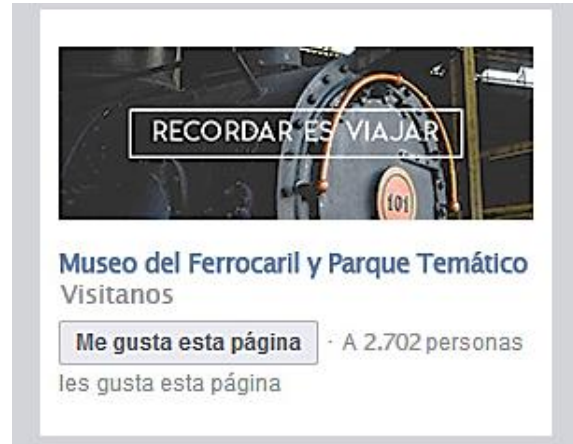 RECORDAR ES VIAJAR
101
Museo del Ferrocaril y Parque Temático
Visitanos
Me gusta esta página · A 2.702 personas
les gusta esta página